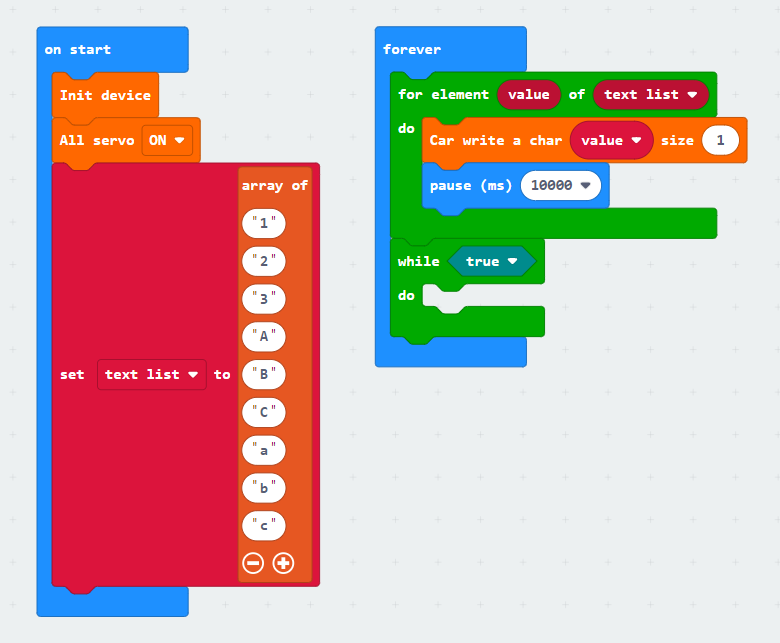 on start
Init device
All servo ON
set text list to array of
"1"
"2"
"3"
"A"
"B"
"C"
"a"
"b"
"c"
forever
for element value of text list
do Car write a char value size 1
pause (ms) 10000
while true
do